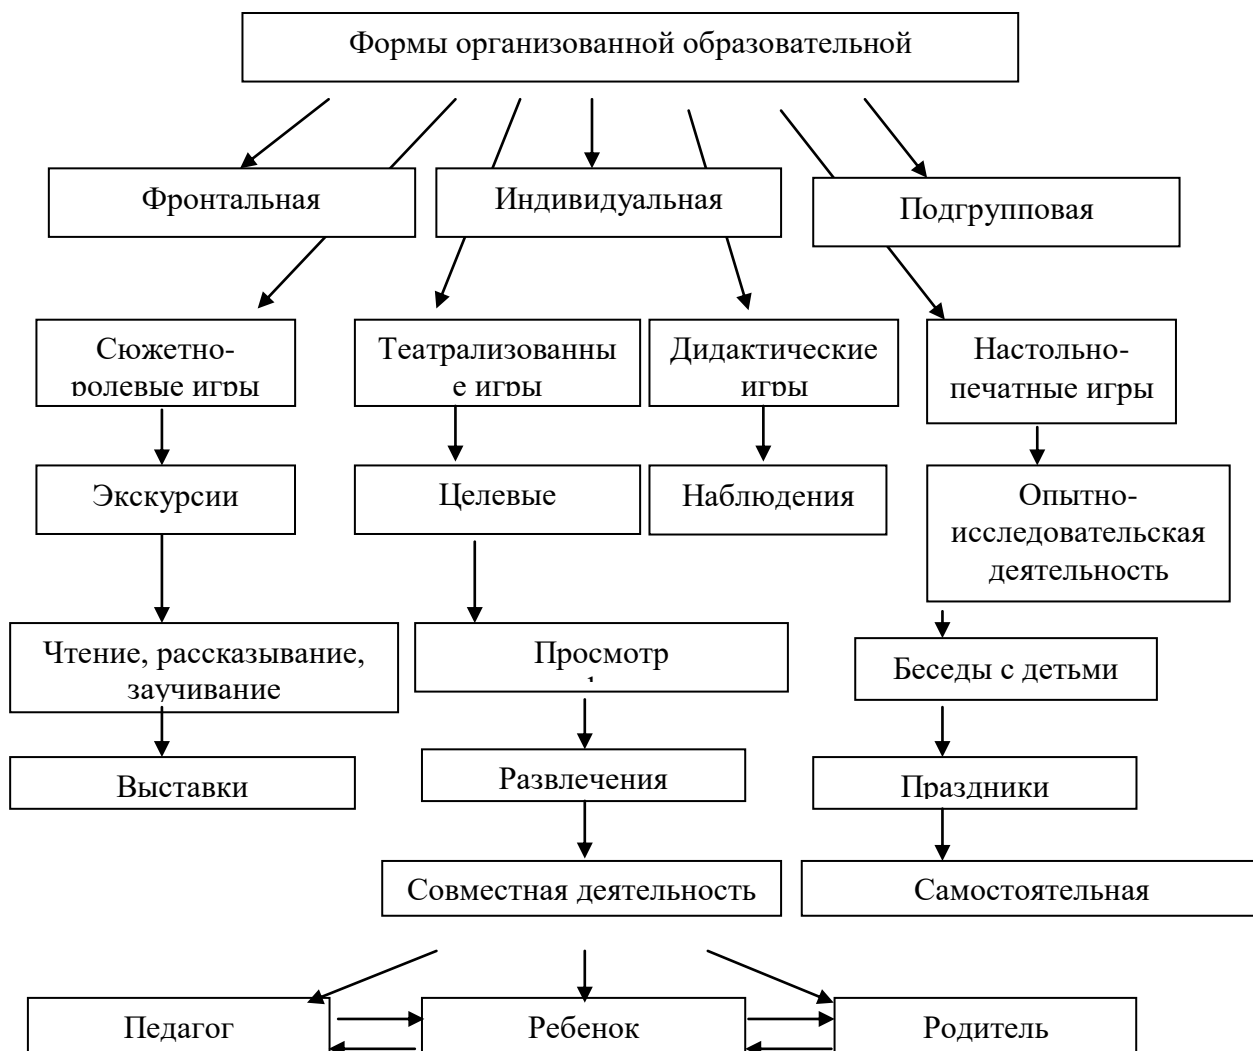 Формы организованной образовательной
Фронтальная
Индивидуальная
Подгрупповая
Сюжетно-
ролевые игры
Театрализованны
е игры
Дидактические
игры
Настольно-
печатные игры
Экскурсии
Целевые
Наблюдения
Опытно-
исследовательская
деятельность
Чтение, рассказывание,
заучивание
Просмотр
Беседы с детьми
Выставки
Развлечения
Праздники
Совместная деятельность
Самостоятельная
Педагог
Ребенок
Родитель